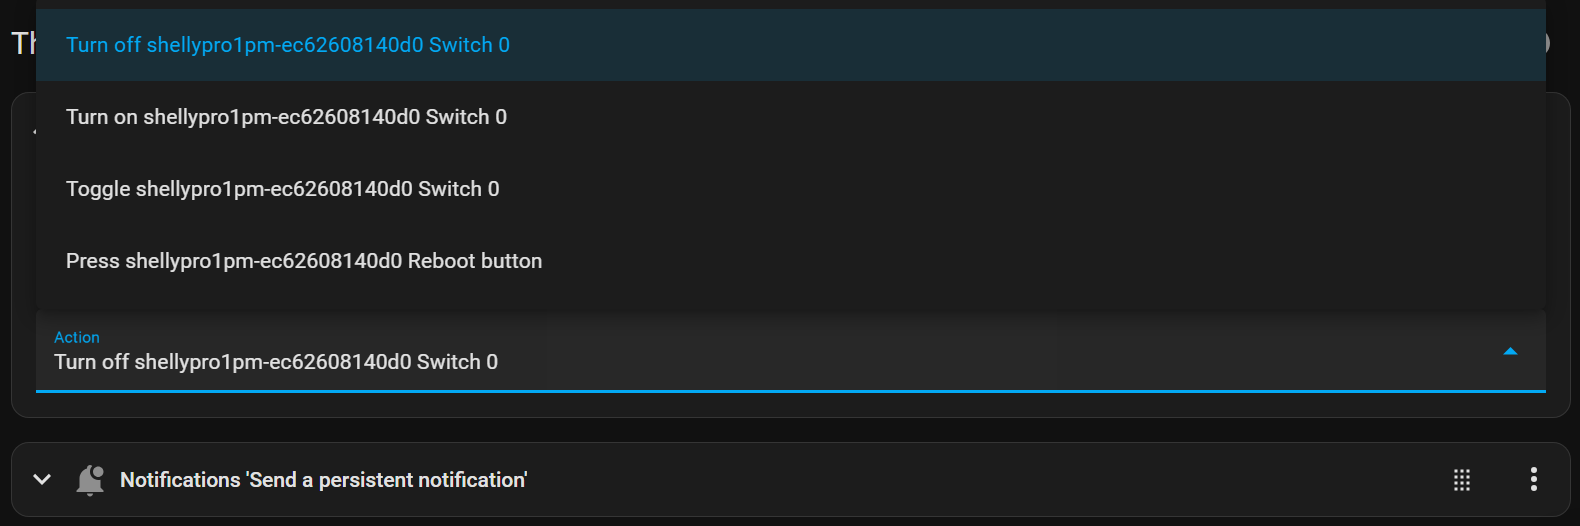 Turn off shellypro1pm-ec62608140d0 Switch 0
Turn on shellypro1pm-ec62608140d0 Switch 0
Toggle shellypro1pm-ec62608140d0 Switch 0
Press shellypro1pm-ec62608140d0 Reboot button
Action
Turn off shellypro1pm-ec62608140d0 Switch 0
Notifications 'Send a persistent notification'